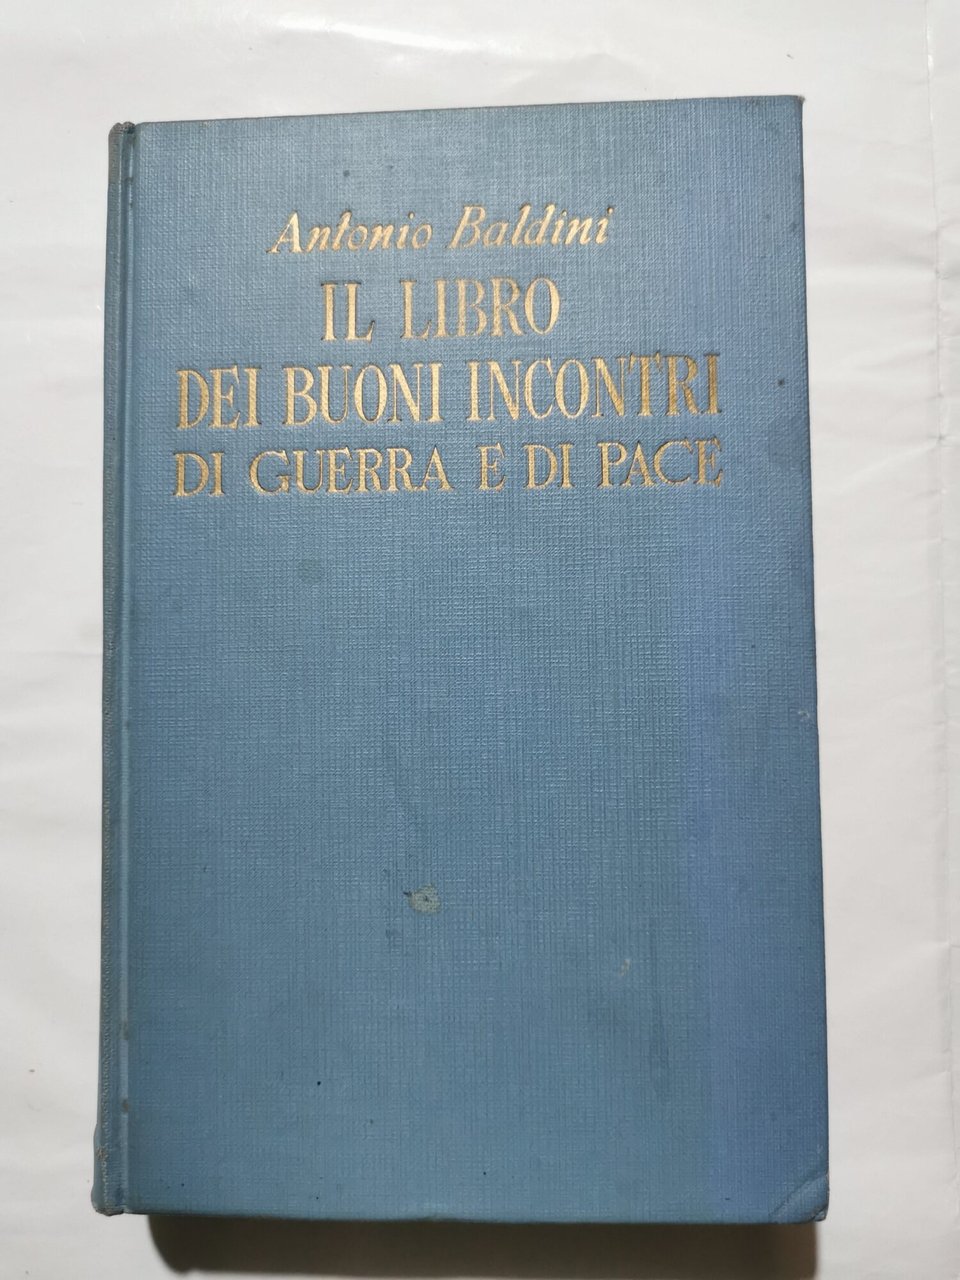 Antonio Baldini
IL LIBRO
DEI BUONI INCONTRI
DI GUERRA E DI PACE